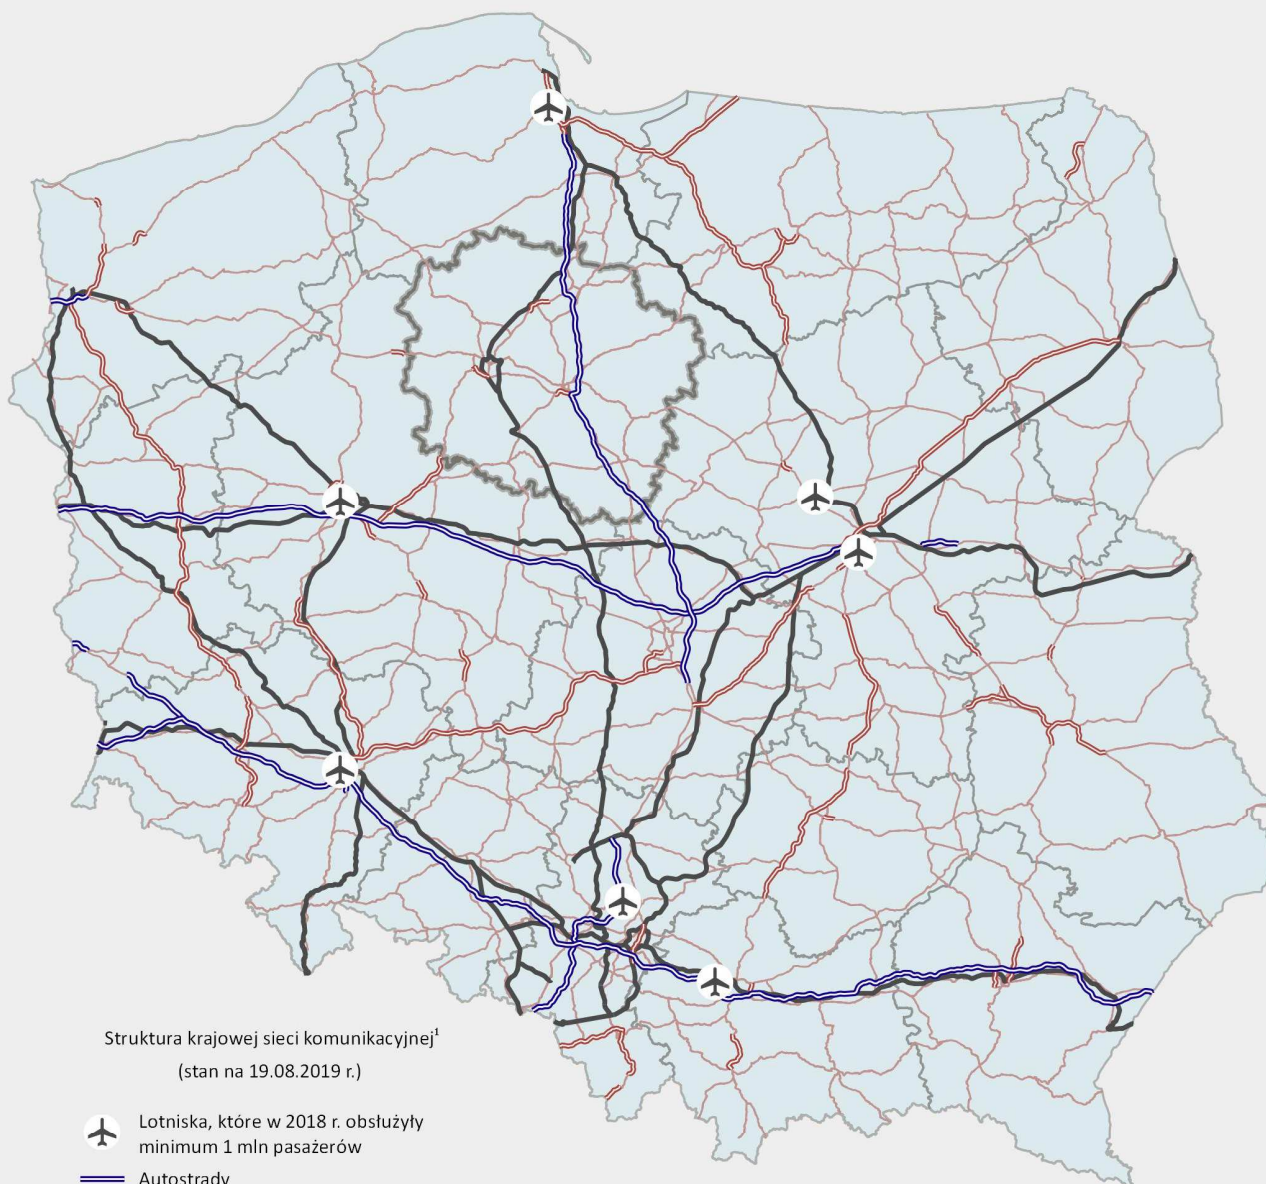 Struktura krajowej sieci komunikacyjnej¹
(stan na 19.08.2019 r.)
Lotniska, które w 2018 r. obsłużyły
minimum 1 mln pasażerów
Autostrady